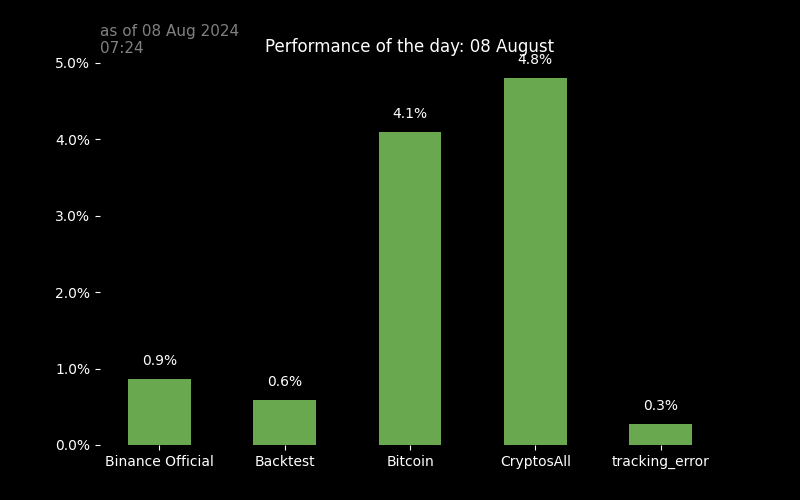 as of 08 Aug 2024
07:24
Performance of the day: 08 August
5.0%
4.0%
3.0%
2.0%
1.0%
0.0%
0.9%
0.6%
4.1%
4.8%
0.3%
Binance Official
Backtest
Bitcoin
CryptosAll
tracking_error